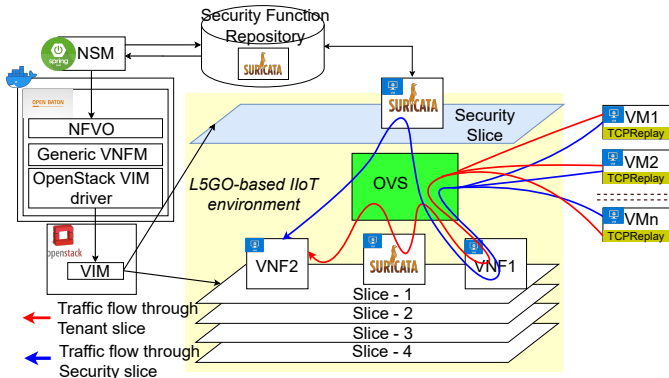 Security Function
Repository
SURICATA
spring
NSM
OPEN BATON
NFVO
Generic VNFM
OpenStack VIM
driver
openstack
VIM
SURICATA
Security
Slice
L5GO-based IIoT
environment
OVS
VM1
TCPReplay
VM2
TCPReplay
VMn
TCPReplay
VNF2
SURICATA
VNF1
Slice - 1
Slice - 2
Slice - 3
Slice - 4
Traffic flow through
Tenant slice
Traffic flow through
Security slice